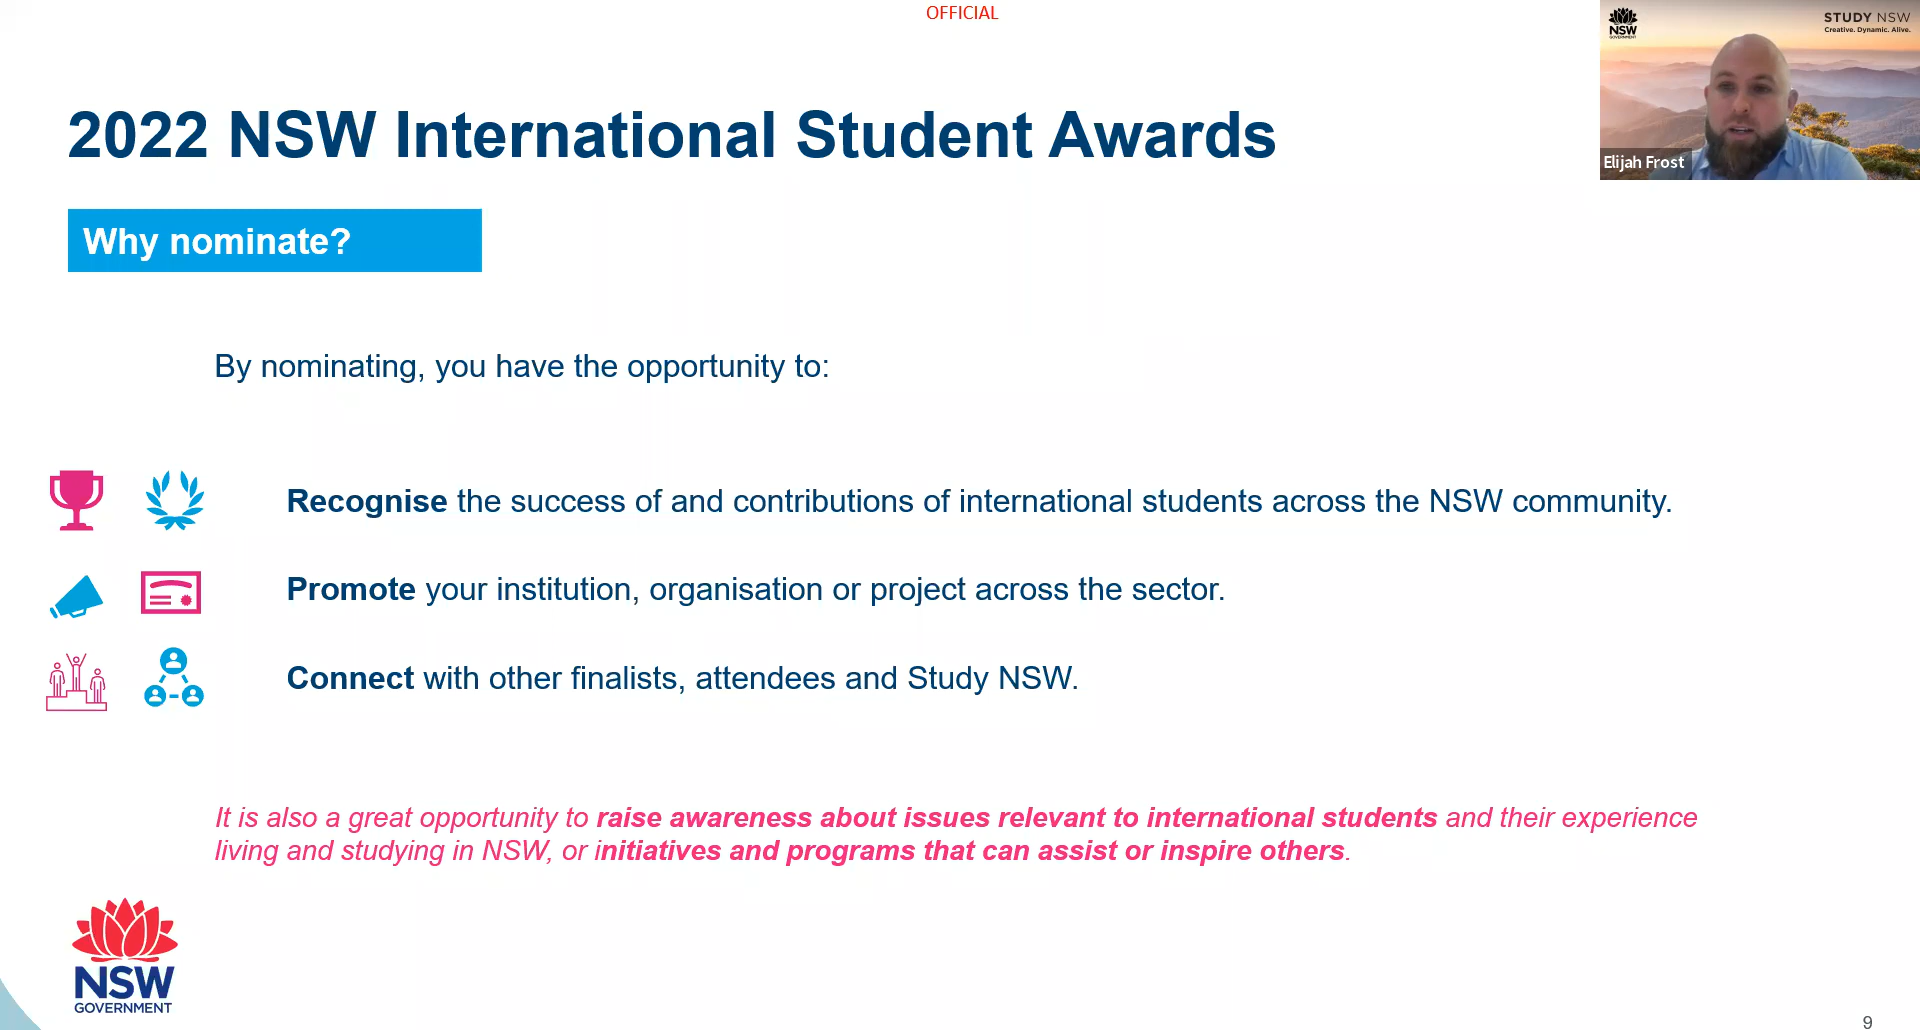 OFFICIAL
NSW
GOVERNMENT
STUDY NSW
Creative. Dynamic. Alive.
Elijah Frost
2022 NSW International Student Awards
Why nominate?
By nominating, you have the opportunity to:
Recognise the success of and contributions of international students across the NSW community.
Promote your institution, organisation or project across the sector.
Connect with other finalists, attendees and Study NSW.
It is also a great opportunity to raise awareness about issues relevant to international students and their experience
living and studying in NSW, or initiatives and programs that can assist or inspire others.
NSW
GOVERNMENT
9